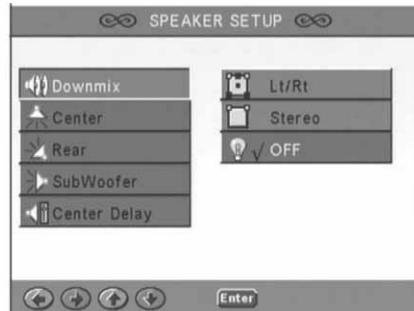 SPEAKER SETUP
Downmix
Center
Rear
SubWoofer
Center Delay
Lt/Rt
Stereo
√ OFF
Enter